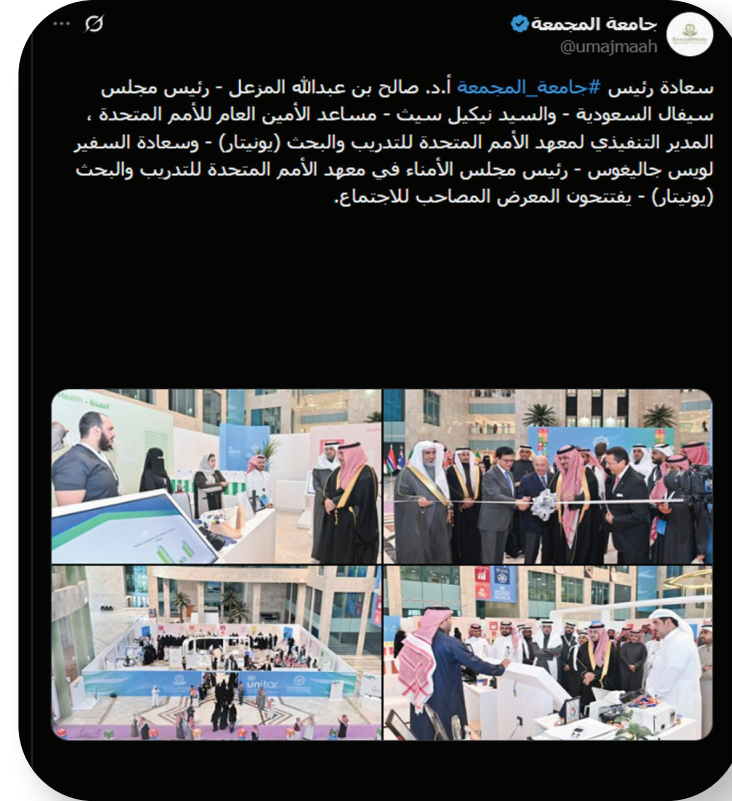 جامعة المجمعة
@umajmaah
سعادة رئيس #جامعة_المجمعة أ.د. صالح بن عبدالله المزعل - رئيس مجلس
سيفال السعودية - والسيد نيكيل سيث - مساعد الأمين العام للأمم المتحدة ،
المدير التنفيذي لمعهد الأمم المتحدة للتدريب والبحث (يونيتار) - وسعادة السفير
لويس جاليغوس - رئيس مجلس الأمناء في معهد الأمم المتحدة للتدريب والبحث
(يونيتار) - يفتتحون المعرض المصاحب للاجتماع.
Health - الصحة
unitar